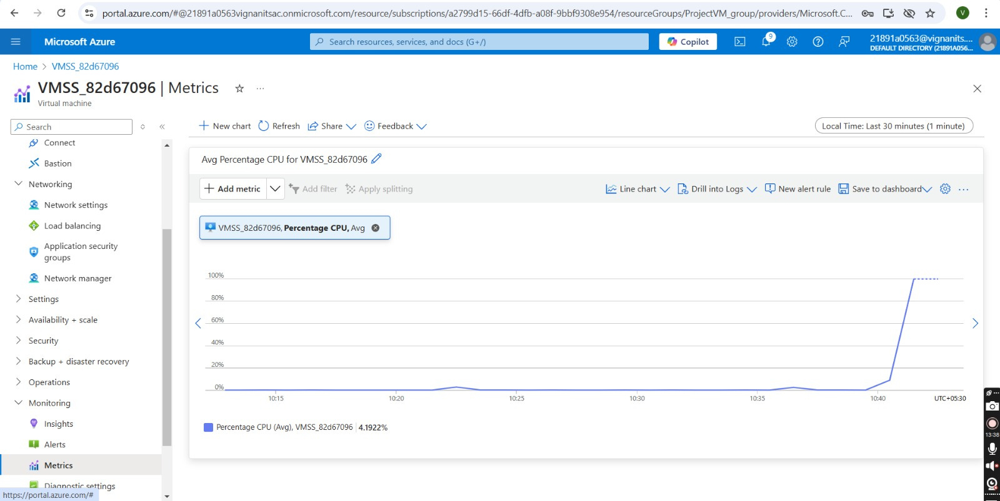 portal.azure.com/#@21891a0563vignanitsac.onmicrosoft.com/resource/subscriptions/a2799d15-66df-4dfb-a08f-9bbf9308e954/resourceGroups/ProjectVM_group/providers/Microsoft.C...
V
Microsoft Azure
Search resources, services, and docs (G+/)
Copilot
9
21891a0563@vignanits....
DEFAULT DIRECTORY (21891A056...
Home > VMSS_82d67096
VMSS_82d67096 | Metrics
Virtual machine
Search
New chart
Refresh
Share
Feedback
Local Time: Last 30 minutes (1 minute)
Connect
Bastion
Networking
Network settings
Load balancing
Application security
groups
Network manager
Settings
Availability + scale
Security
Backup + disaster recovery
Operations
Monitoring
Insights
Alerts
Metrics
Diagnostic settings
https://portal.azure.com/#
Avg Percentage CPU for VMSS_82d67096
Add metric
Add filter
Apply splitting
Line chart
Drill into Logs
New alert rule
Save to dashboard
VMSS_82d67096, Percentage CPU, Avg
100%
80%
60%
40%
20%
0%
10:15 10:20 10:25 10:30 10:35 10:40 UTC+05:30
Percentage CPU (Avg), VMSS_82d67096 4.1922%
13:38